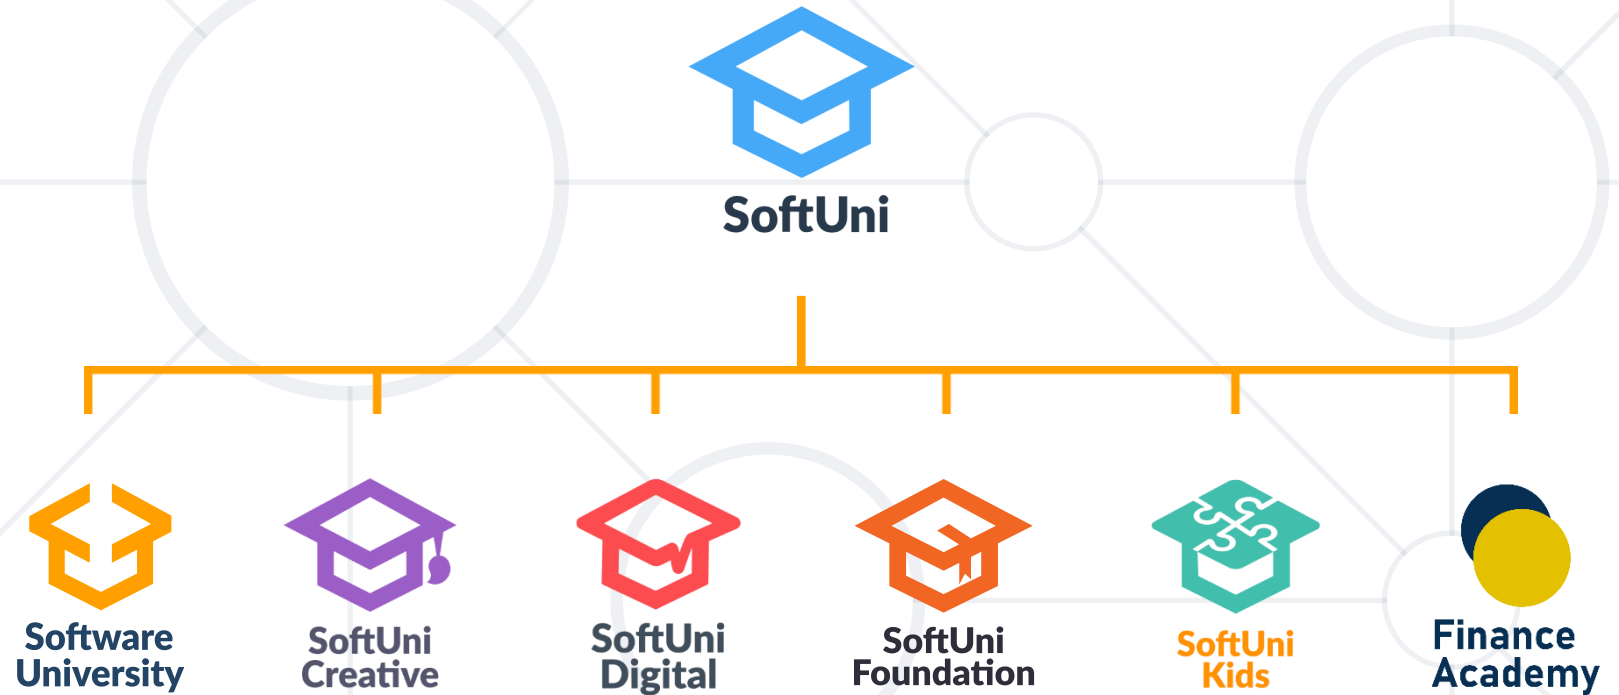 SoftUni
Software
University
SoftUni
Creative
SoftUni
Digital
SoftUni
Foundation
SoftUni
Kids
Finance
Academy